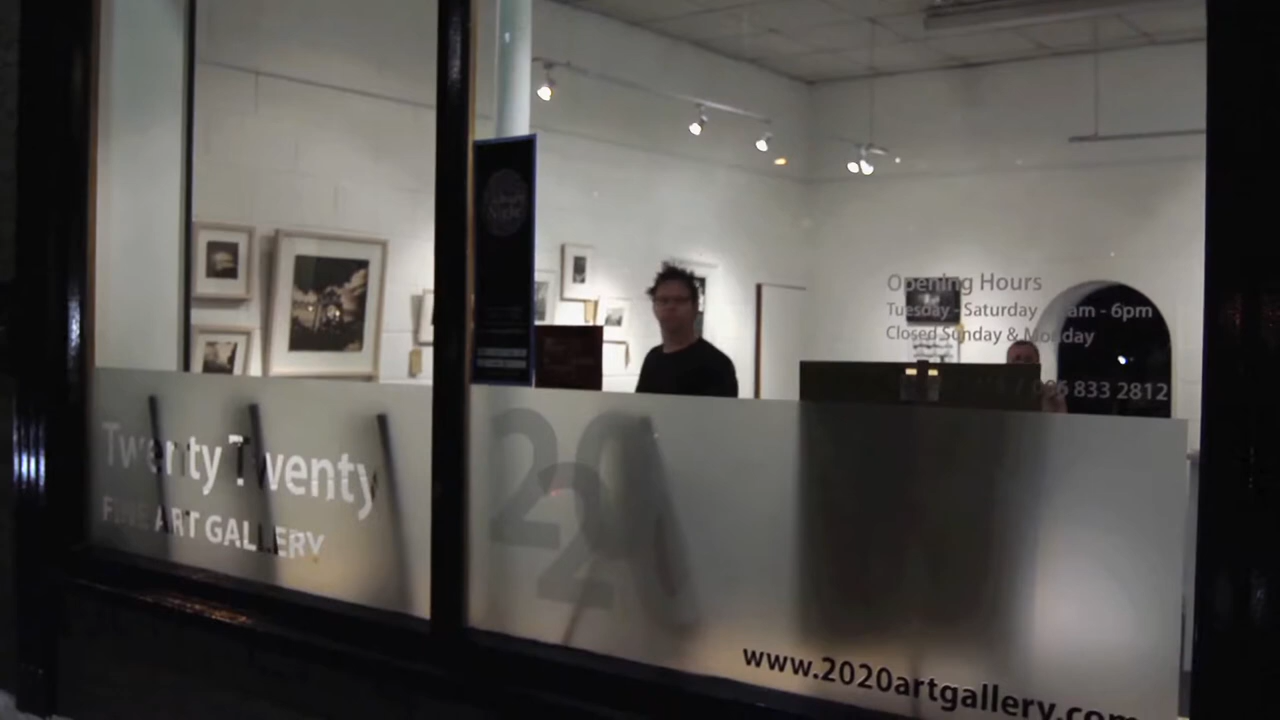 Opening Hours
Tuesday - Saturday am - 6pm
Closed Sunday & Monday
833 2812
Twenty Twenty
FINE ART GALLERY
20
2
www.2020artgallery.com